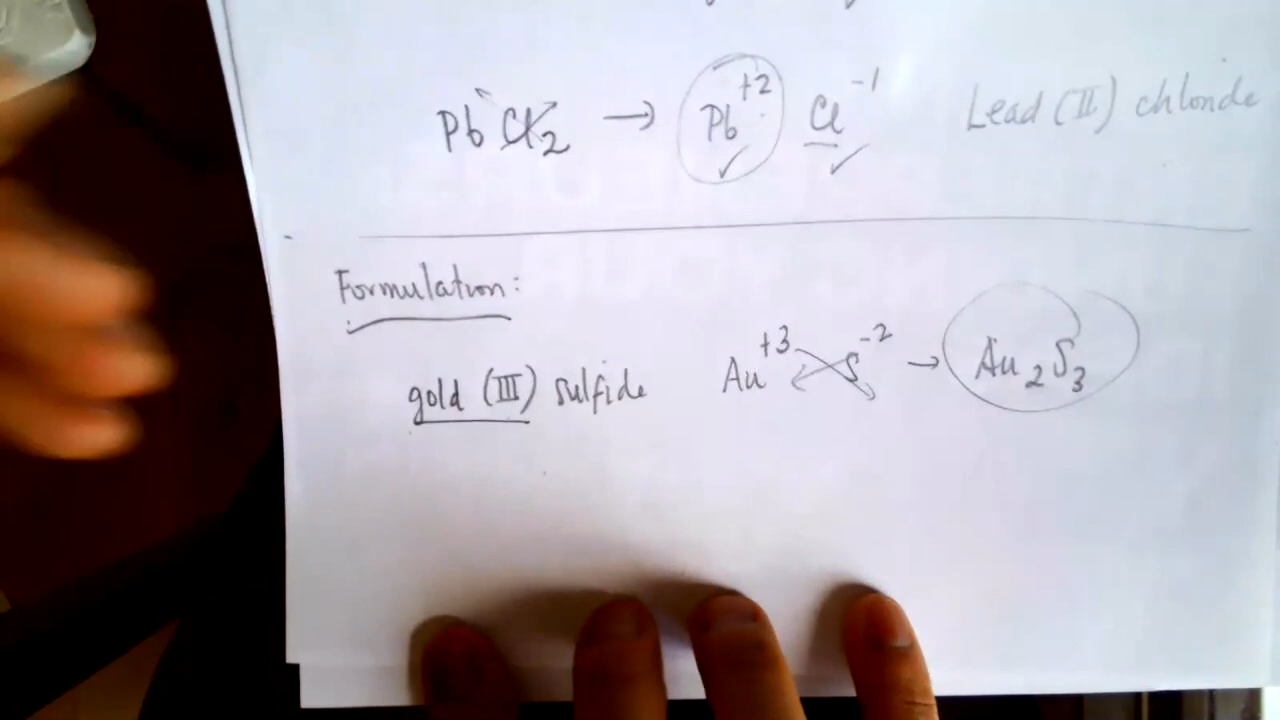 PbCl2 → Pb+2 Cl-1 Lead (II) chloride
Formulation:
gold (III) sulfide Au+3 S-2 → Au2S3